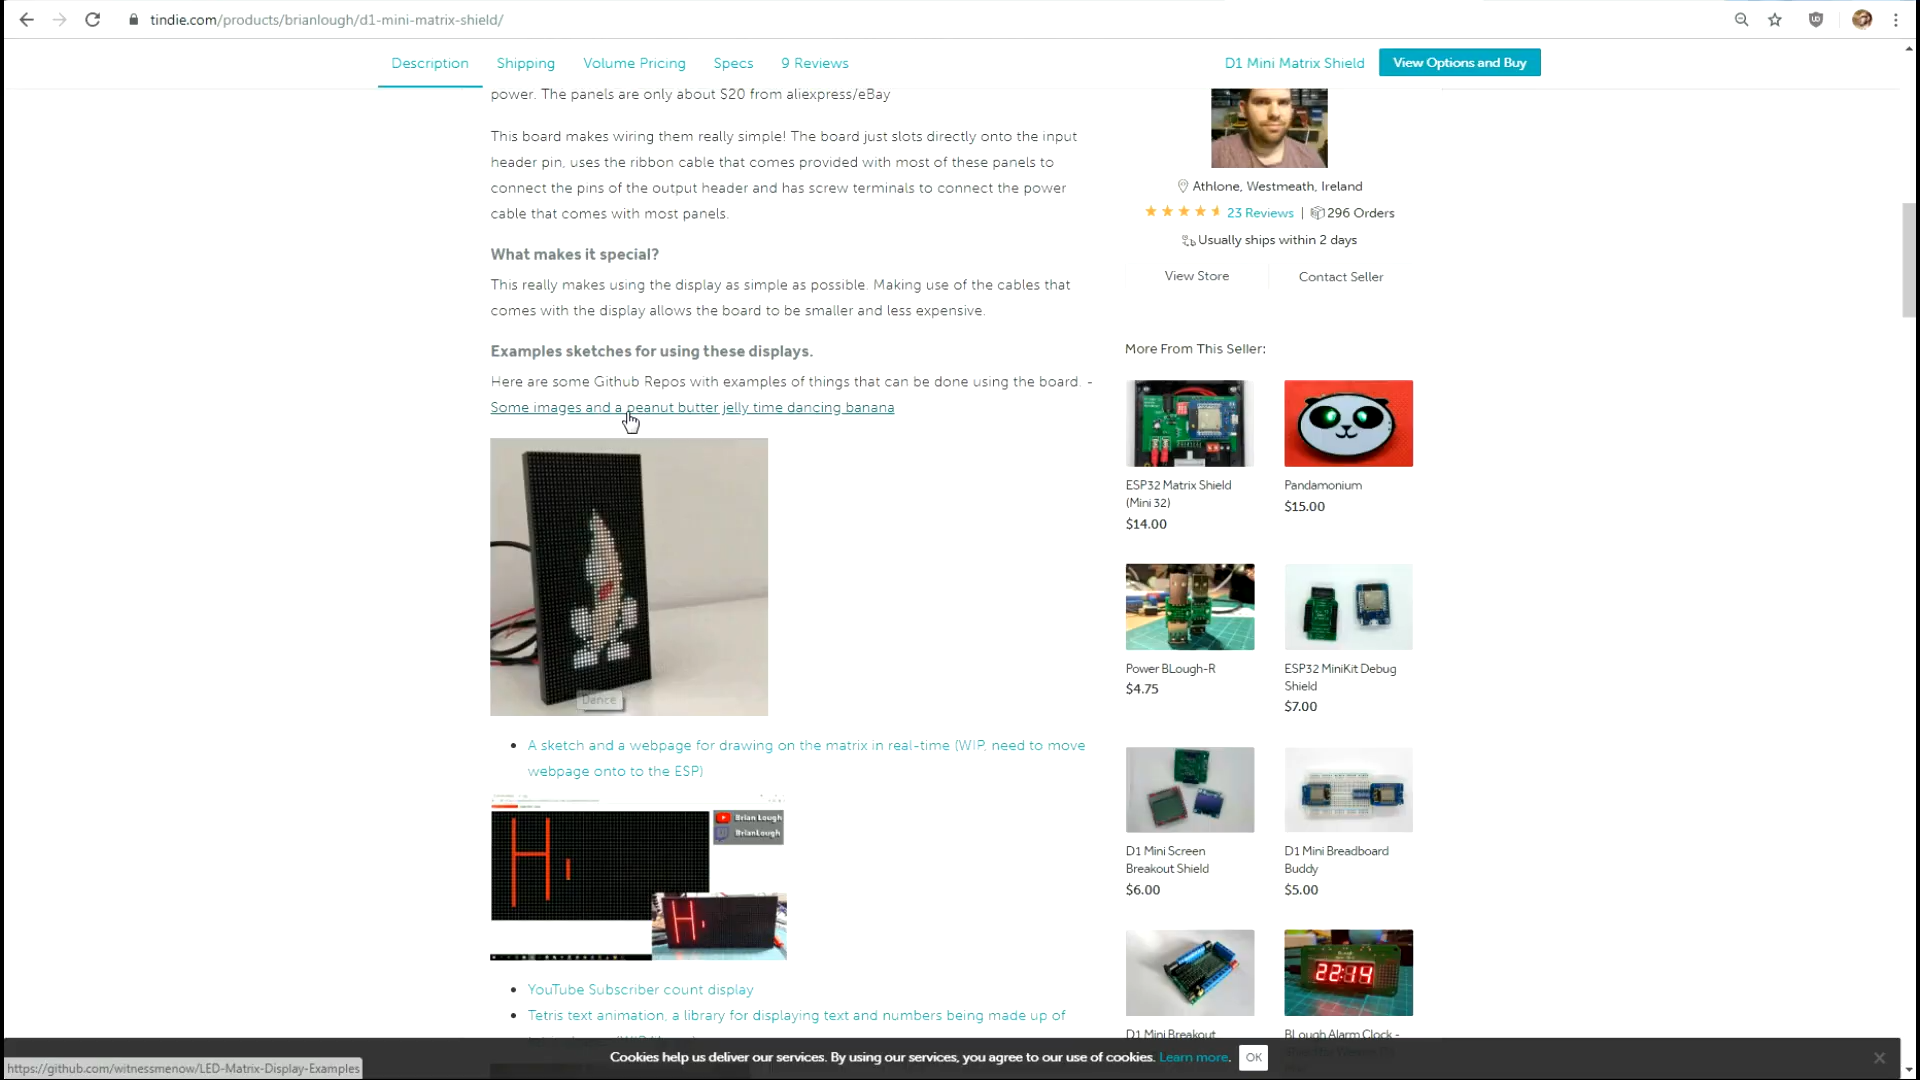 tindie.com/products/brianlough/d1-mini-matrix-shield/
Description
Shipping
Volume Pricing
Specs
9 Reviews
D1 Mini Matrix Shield
View Options and Buy
power. The panels are only about $20 from aliexpress/eBay
This board makes wiring them really simple! The board just slots directly onto the input
header pin, uses the ribbon cable that comes provided with most of these panels to
connect the pins of the output header and has screw terminals to connect the power
cable that comes with most panels.
What makes it special?
This really makes using the display as simple as possible. Making use of the cables that
comes with the display allows the board to be smaller and less expensive.
Examples sketches for using these displays.
Here are some Github Repos with examples of things that can be done using the board. -
Some images and a peanut butter jelly time dancing banana
Dance
A sketch and a webpage for drawing on the matrix in real-time (WIP, need to move
webpage onto to the ESP)
Hi
Brian Lough
BrianLough
Hi
YouTube Subscriber count display
Tetris text animation, a library for displaying text and numbers being made up of
Athlone, Westmeath, Ireland
23 Reviews | 296 Orders
Usually ships within 2 days
View Store
Contact Seller
More From This Seller:
ESP32 Matrix Shield
(Mini 32)
$14.00
Pandamonium
$15.00
Power BLough-R
$4.75
ESP32 MiniKit Debug
Shield
$7.00
D1 Mini Screen
Breakout Shield
$6.00
D1 Mini Breadboard
Buddy
$5.00
22:14
D1 Mini Breakout
BLough Alarm Clock -
Cookies help us deliver our services. By using our services, you agree to our use of cookies. Learn more.
OK
https://github.com/witnessmenow/LED-Matrix-Display-Examples